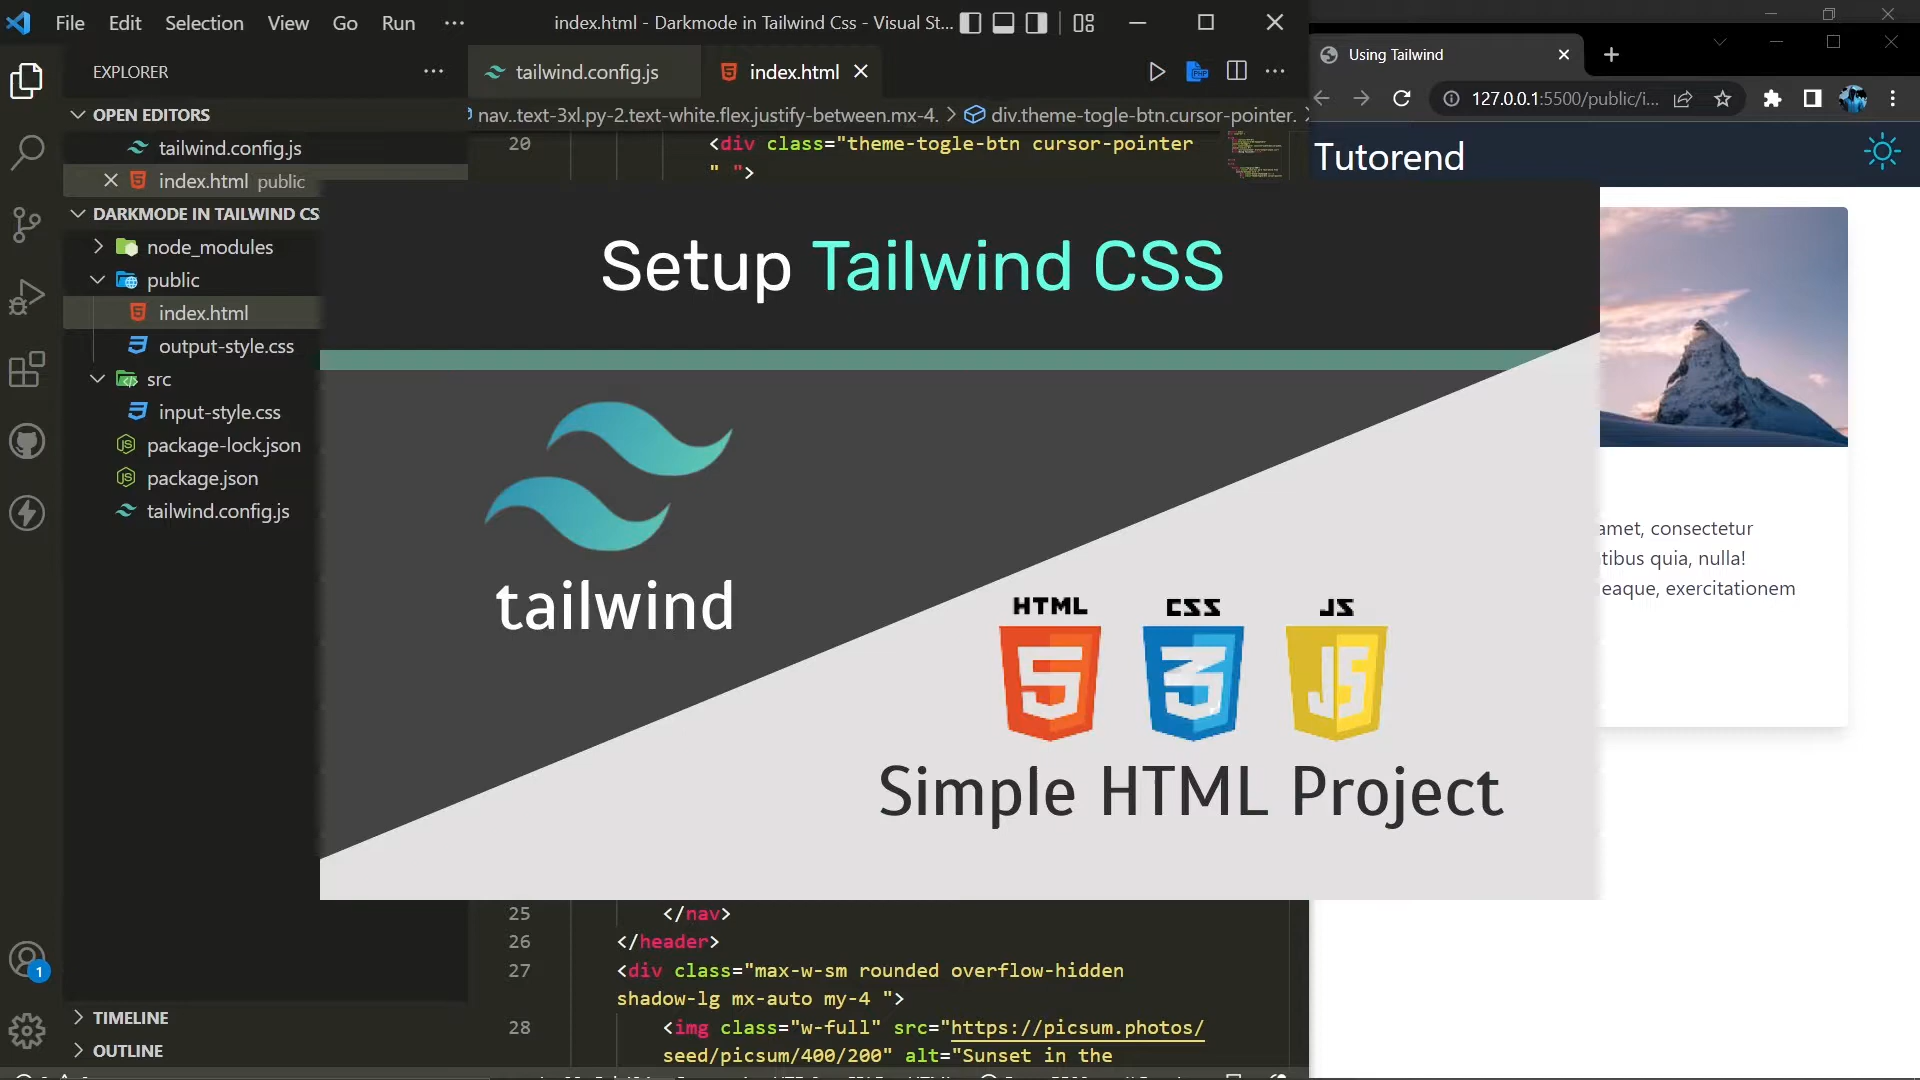 File Edit Selection View Go Run ···
index.html - Darkmode in Tailwind Css - Visual St...
EXPLORER
OPEN EDITORS
tailwind.config.js
index.html public
DARKMODE IN TAILWIND CS
node_modules
public
index.html
output-style.css
src
input-style.css
package-lock.json
package.json
tailwind.config.js
TIMELINE
OUTLINE
1
tailwind.config.js
index.html
nav..text-3xl.py-2.text-white.flex.justify-between.mx-4. > div.theme-togle-btn.cursor-pointer.
20 <div class="theme-togle-btn cursor-pointer
" ">
Setup Tailwind CSS
tailwind
HTML CSS JS
5 3 JS
Simple HTML Project
25 </nav>
26 </header>
27 <div class="max-w-sm rounded overflow-hidden
shadow-lg mx-auto my-4 ">
28 <img class="w-full" src="https://picsum.photos/
seed/picsum/400/200" alt="Sunset in the
Using Tailwind
127.0.0.1:5500/public/i...
Tutorend
amet, consectetur
tibus quia, nulla!
eaque, exercitationem